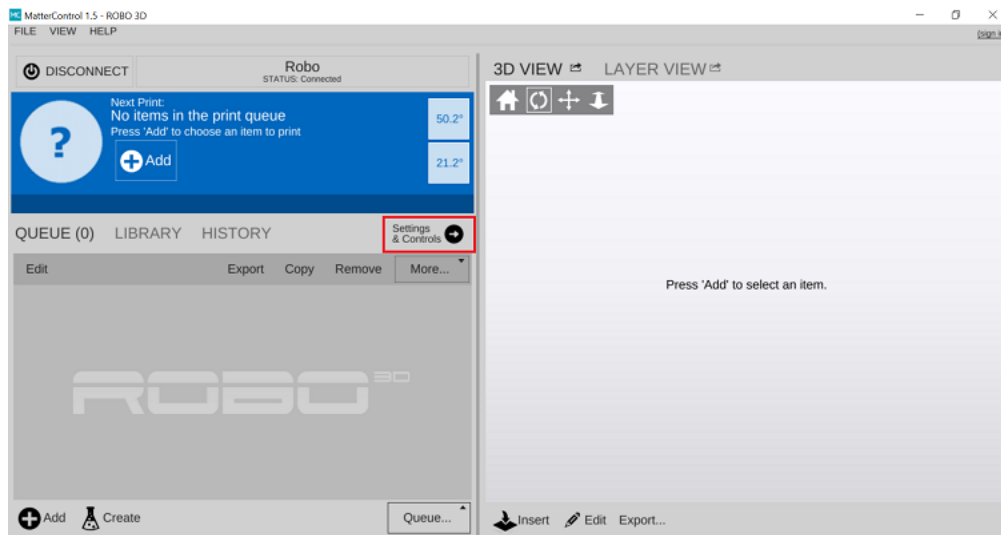 MC MatterControl 1.5 - ROBO 3D
FILE VIEW HELP
(sign i
DISCONNECT
Robo
STATUS: Connected
3D VIEW
LAYER VIEW
?
Next Print:
No items in the print queue
Press 'Add' to choose an item to print
Add
50.2°
21.2°
QUEUE (0) LIBRARY HISTORY
Settings
& Controls
Edit Export Copy Remove More...
Press 'Add' to select an item.
ROBO 3D
Add Create Queue...
Insert Edit Export...